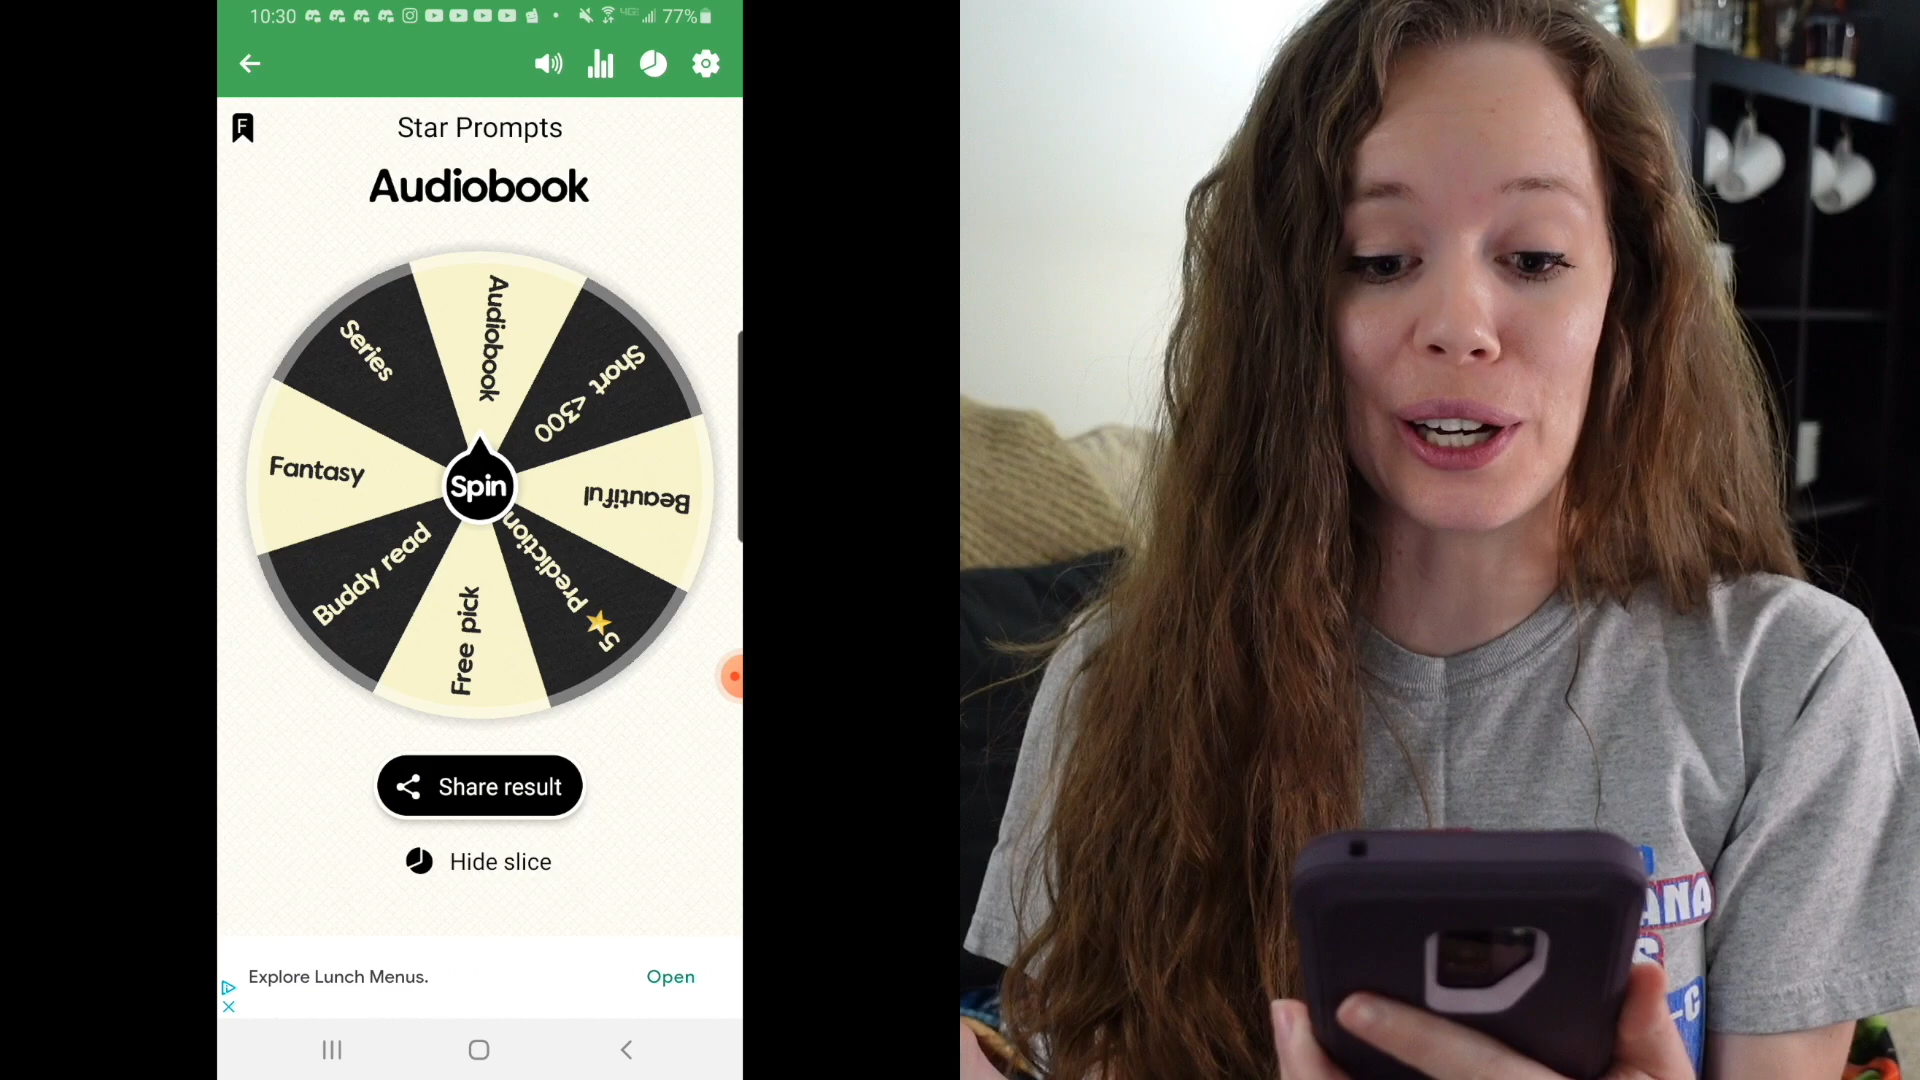 10:30
77%
F
Star Prompts
Audiobook
Audiobook
Short <300
Beautiful
5⭐ Prediction
Free pick
Buddy read
Fantasy
Series
Spin
Share result
Hide slice
Explore Lunch Menus.
Open
ANA
S
-C